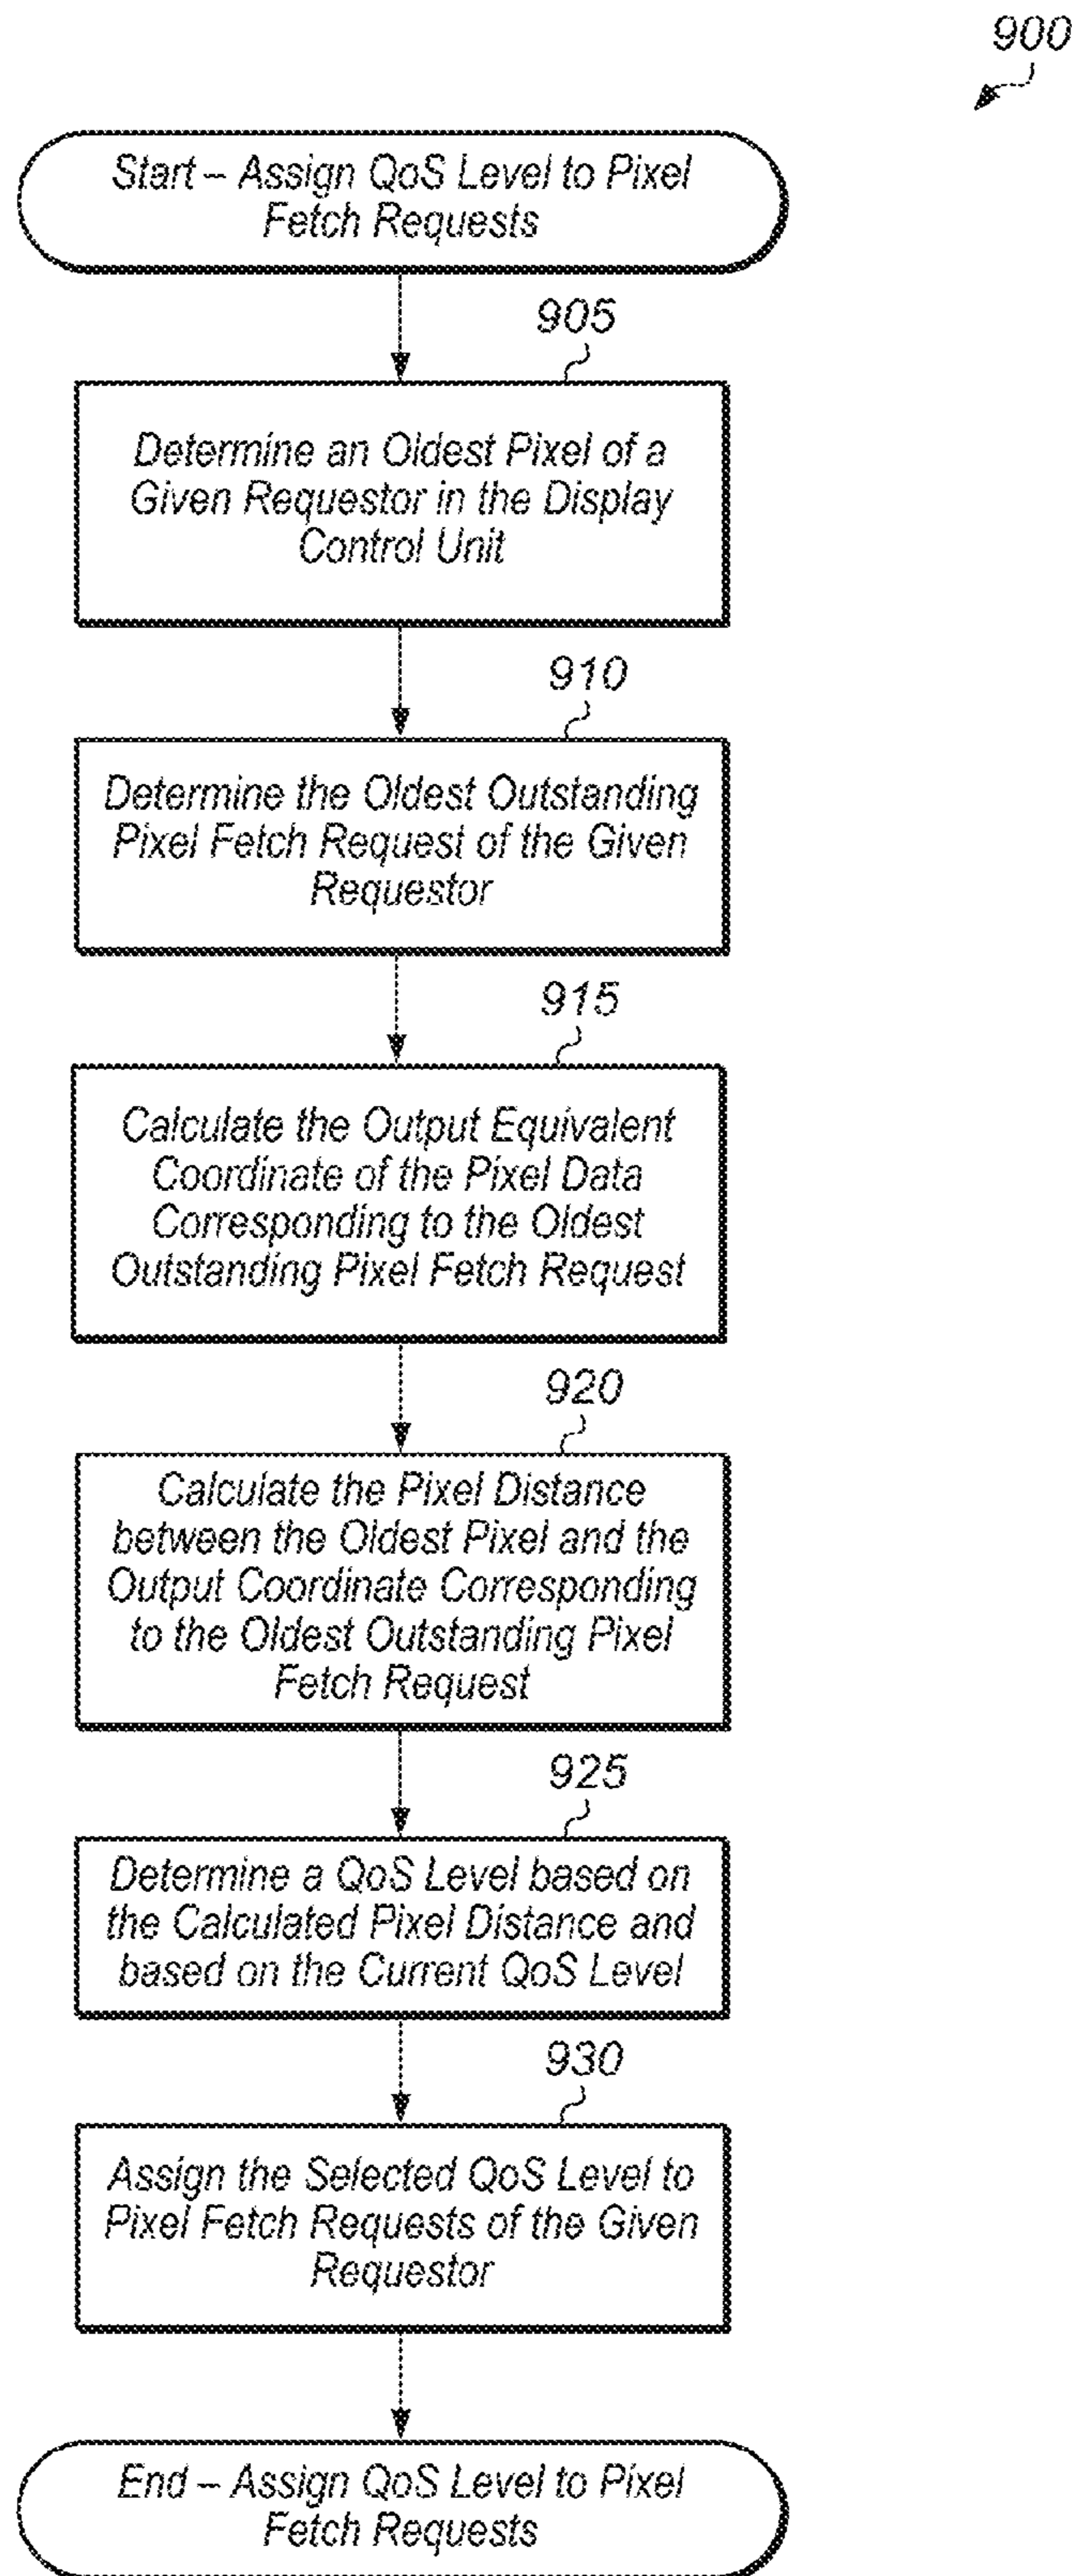 900
Start – Assign QoS Level to Pixel
Fetch Requests
905
Determine an Oldest Pixel of a
Given Requestor in the Display
Control Unit
910
Determine the Oldest Outstanding
Pixel Fetch Request of the Given
Requestor
915
Calculate the Output Equivalent
Coordinate of the Pixel Data
Corresponding to the Oldest
Outstanding Pixel Fetch Request
920
Calculate the Pixel Distance
between the Oldest Pixel and the
Output Coordinate Corresponding
to the Oldest Outstanding Pixel
Fetch Request
925
Determine a QoS Level based on
the Calculated Pixel Distance and
based on the Current QoS Level
930
Assign the Selected QoS Level to
Pixel Fetch Requests of the Given
Requestor
End – Assign QoS Level to Pixel
Fetch Requests